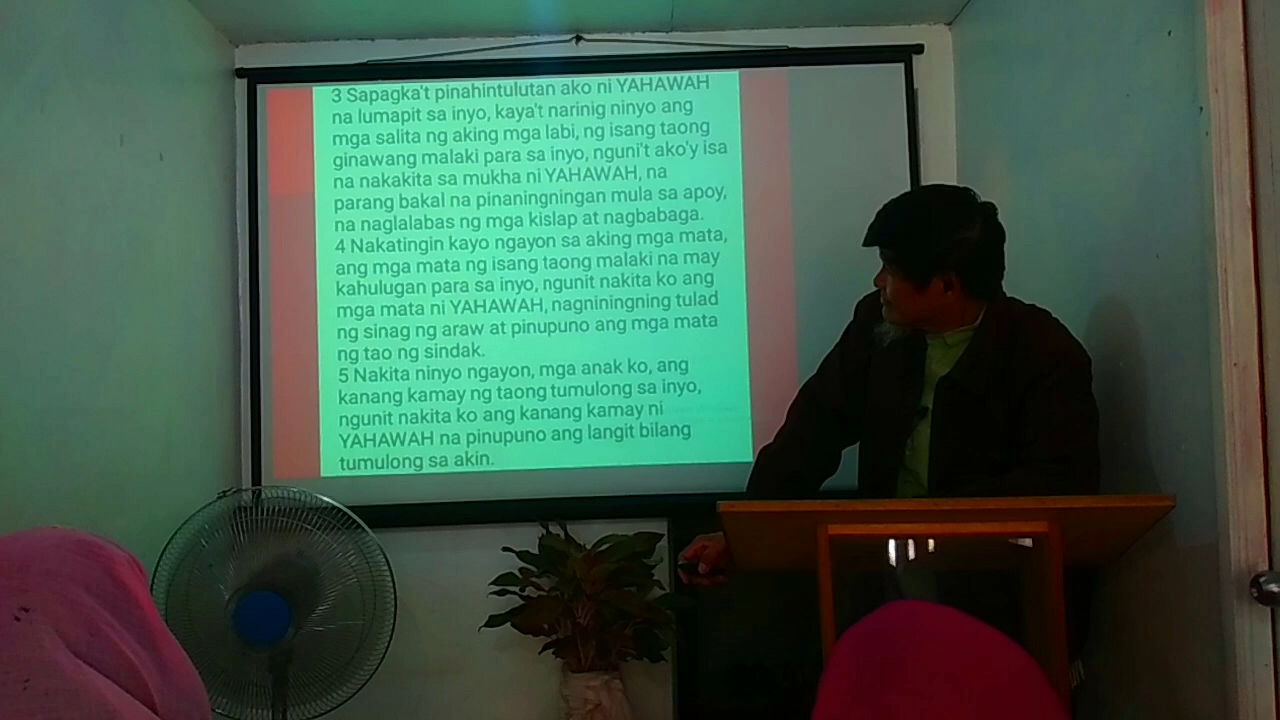 3 Sapagka't pinahintulutan ako ni YAHAWAH
na lumapit sa inyo, kaya't narinig ninyo ang
mga salita ng aking mga labi, ng isang taong
ginawang malaki para sa inyo, nguni't ako'y isa
na nakakita sa mukha ni YAHAWAH, na
parang bakal na pinaningningan mula sa apoy,
na naglalabas ng mga kislap at nagbabaga.
4 Nakatingin kayo ngayon sa aking mga mata,
ang mga mata ng isang taong malaki na may
kahulugan para sa inyo, ngunit nakita ko ang
mga mata ni YAHAWAH, nagniningning tulad
ng sinag ng araw at pinupuno ang mga mata
ng tao ng sindak.
5 Nakita ninyo ngayon, mga anak ko, ang
kanang kamay ng taong tumulong sa inyo,
ngunit nakita ko ang kanang kamay ni
YAHAWAH na pinupuno ang langit bilang
tumulong sa akin.